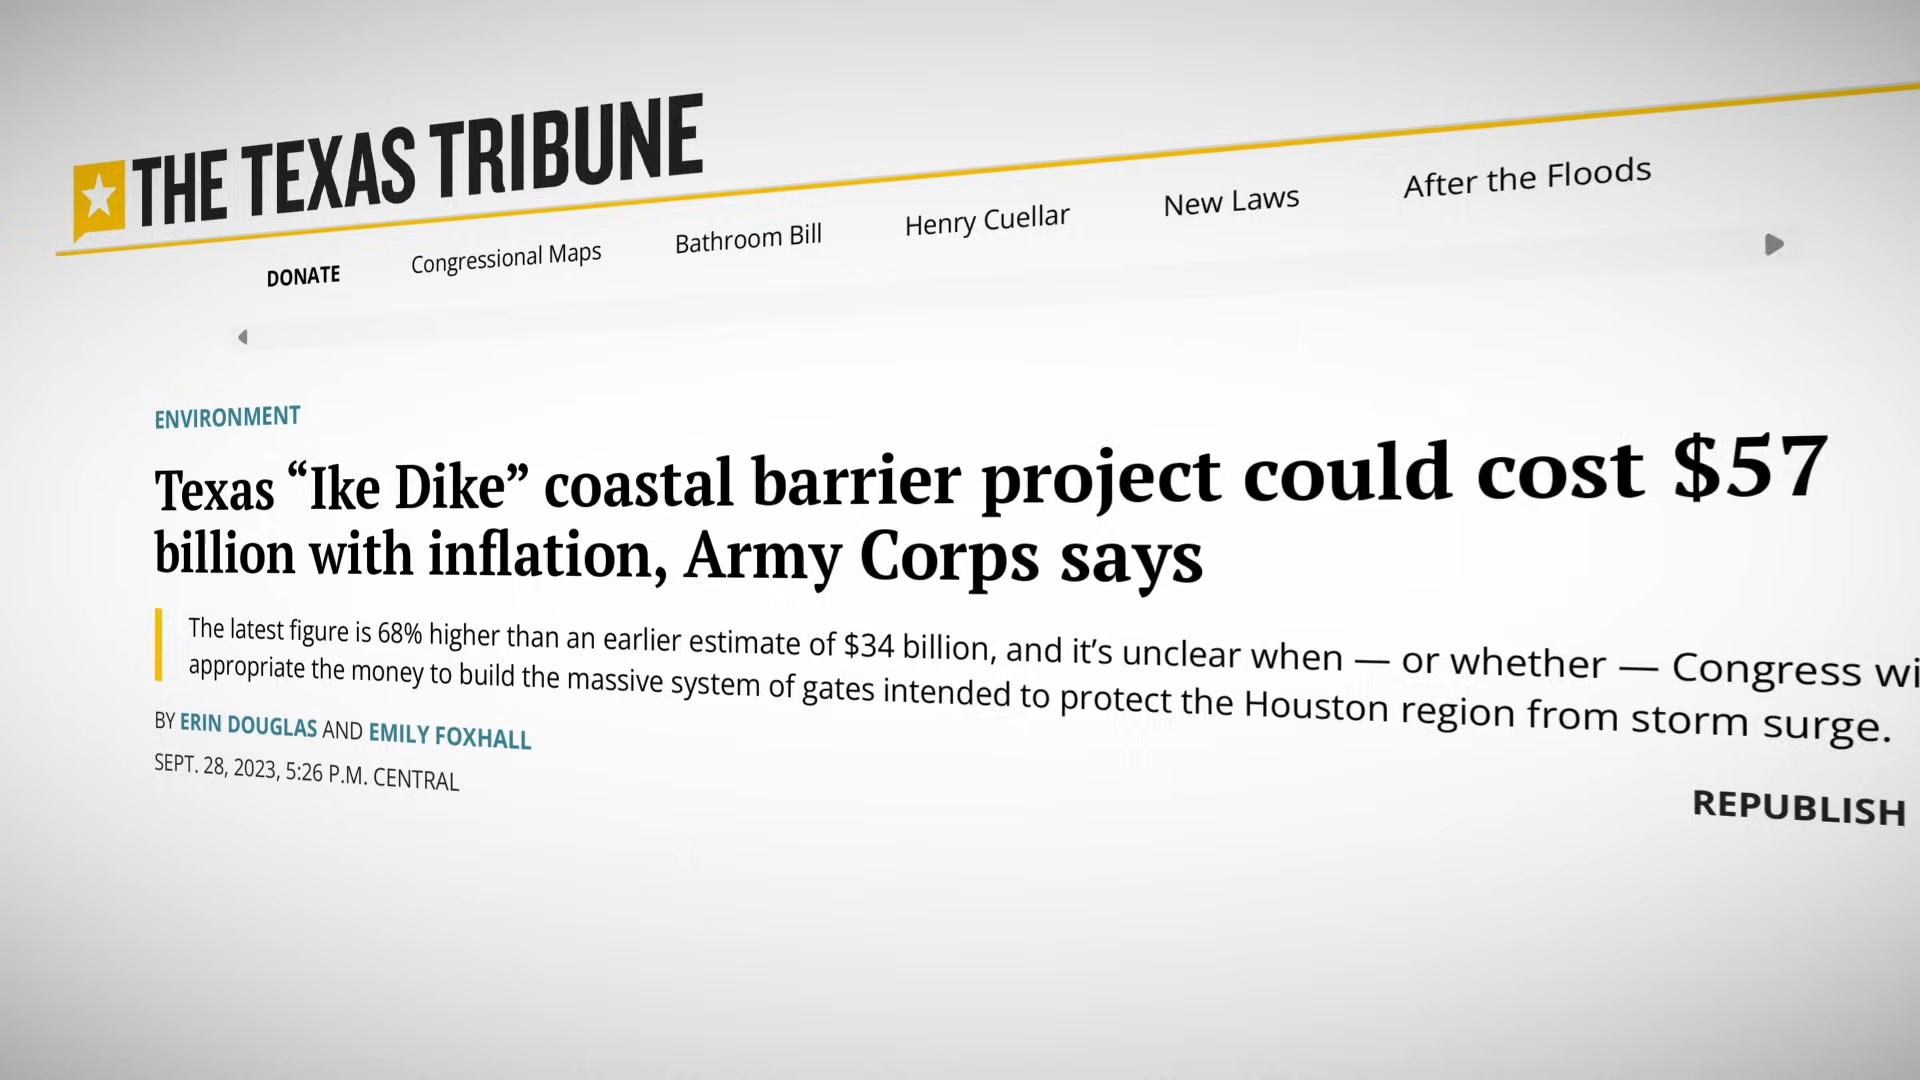 THE TEXAS TRIBUNE
DONATE Congressional Maps Bathroom Bill Henry Cuellar New Laws After the Floods
ENVIRONMENT
Texas “Ike Dike” coastal barrier project could cost $57
billion with inflation, Army Corps says
The latest figure is 68% higher than an earlier estimate of $34 billion, and it’s unclear when — or whether — Congress wi
appropriate the money to build the massive system of gates intended to protect the Houston region from storm surge.
BY ERIN DOUGLAS AND EMILY FOXHALL
SEPT. 28, 2023, 5:26 P.M. CENTRAL
REPUBLISH